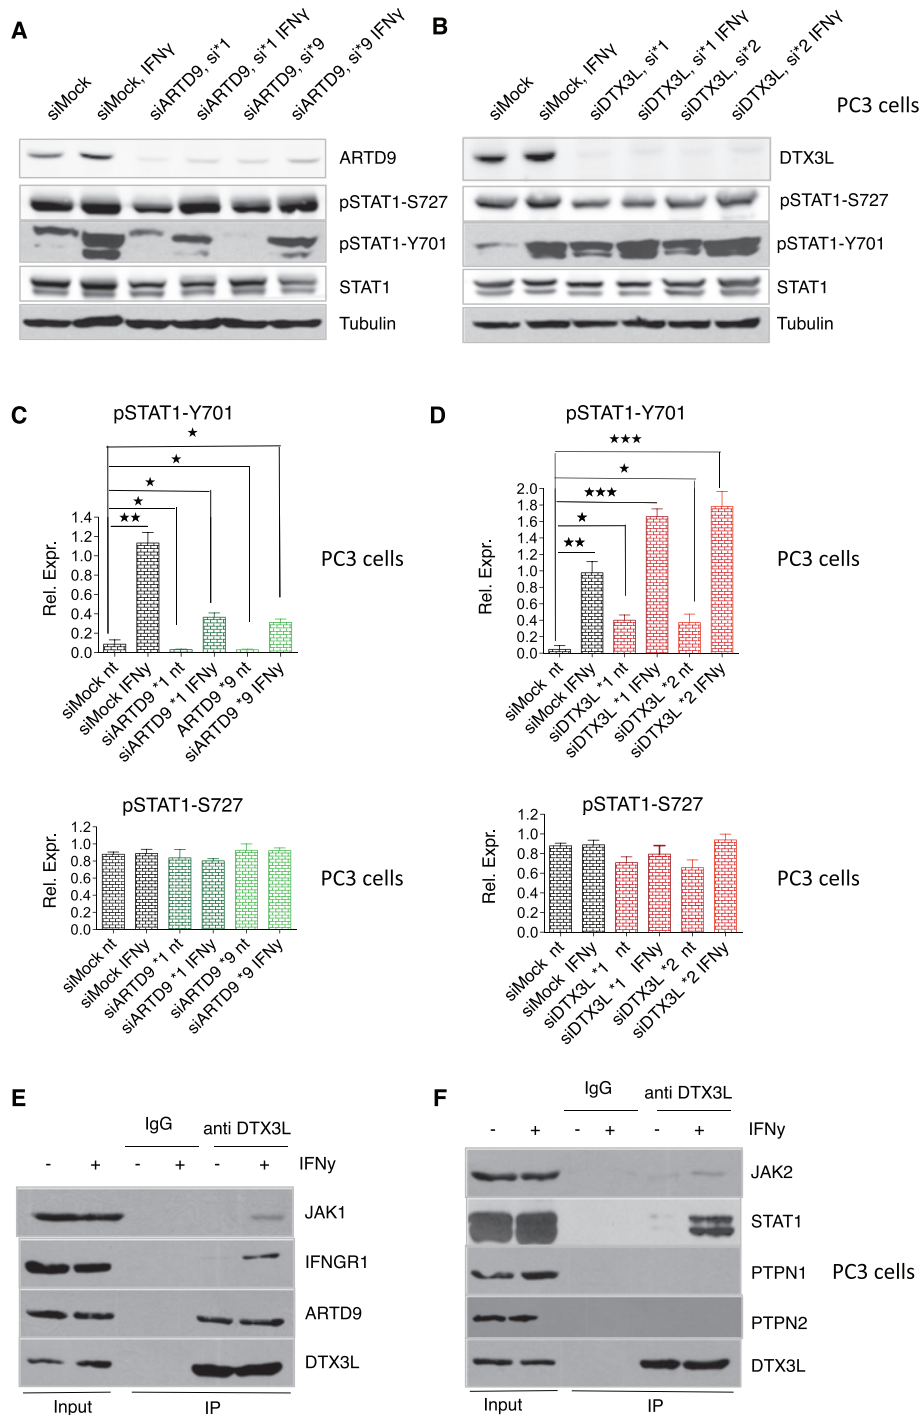 A
siMock
siMock, IFNγ
siARTD9, si*1
siARTD9, si*1 IFNγ
siARTD9, si*9
siARTD9, si*9 IFNγ
ARTD9
pSTAT1-S727
pSTAT1-Y701
STAT1
Tubulin
B
siMock
siMock, IFNγ
siDTX3L, si*1
siDTX3L, si*1 IFNγ
siDTX3L, si*2
siDTX3L, si*2 IFNγ
PC3 cells
DTX3L
pSTAT1-S727
pSTAT1-Y701
STAT1
Tubulin
C
pSTAT1-Y701
★
★
★
★
★★
Rel. Expr.
1.4
1.2
1.0
0.8
0.6
0.4
0.2
0.0
siMock nt
siMock IFNγ
siARTD9 *1 nt
siARTD9 *1 IFNγ
ARTD9 *9 nt
siARTD9 *9 IFNγ
PC3 cells
pSTAT1-S727
Rel. Expr.
1.2
1.0
0.8
0.6
0.4
0.2
0.0
siMock nt
siMock IFNγ
siARTD9 *1 nt
siARTD9 *1 IFNγ
siARTD9 *9 nt
siARTD9 *9 IFNγ
PC3 cells
D
pSTAT1-Y701
★★★
★
★★★
★
★★
Rel. Expr.
2.0
1.8
1.6
1.4
1.2
1.0
0.8
0.6
0.4
0.2
0.0
siMock nt
siMock IFNγ
siDTX3L *1 nt
siDTX3L *1 IFNγ
siDTX3L *2 nt
siDTX3L *2 IFNγ
PC3 cells
pSTAT1-S727
Rel. Expr.
1.2
1.0
0.8
0.6
0.4
0.2
0.0
siMock nt
siMock IFNγ
siDTX3L *1 nt
siDTX3L *1 IFNγ
siDTX3L *2 nt
siDTX3L *2 IFNγ
PC3 cells
E
IgG anti DTX3L
- + - + - + IFNγ
JAK1
IFNGR1
ARTD9
DTX3L
Input IP
F
IgG anti DTX3L
- + - + - + IFNγ
JAK2
STAT1
PTPN1 PC3 cells
PTPN2
DTX3L
Input IP